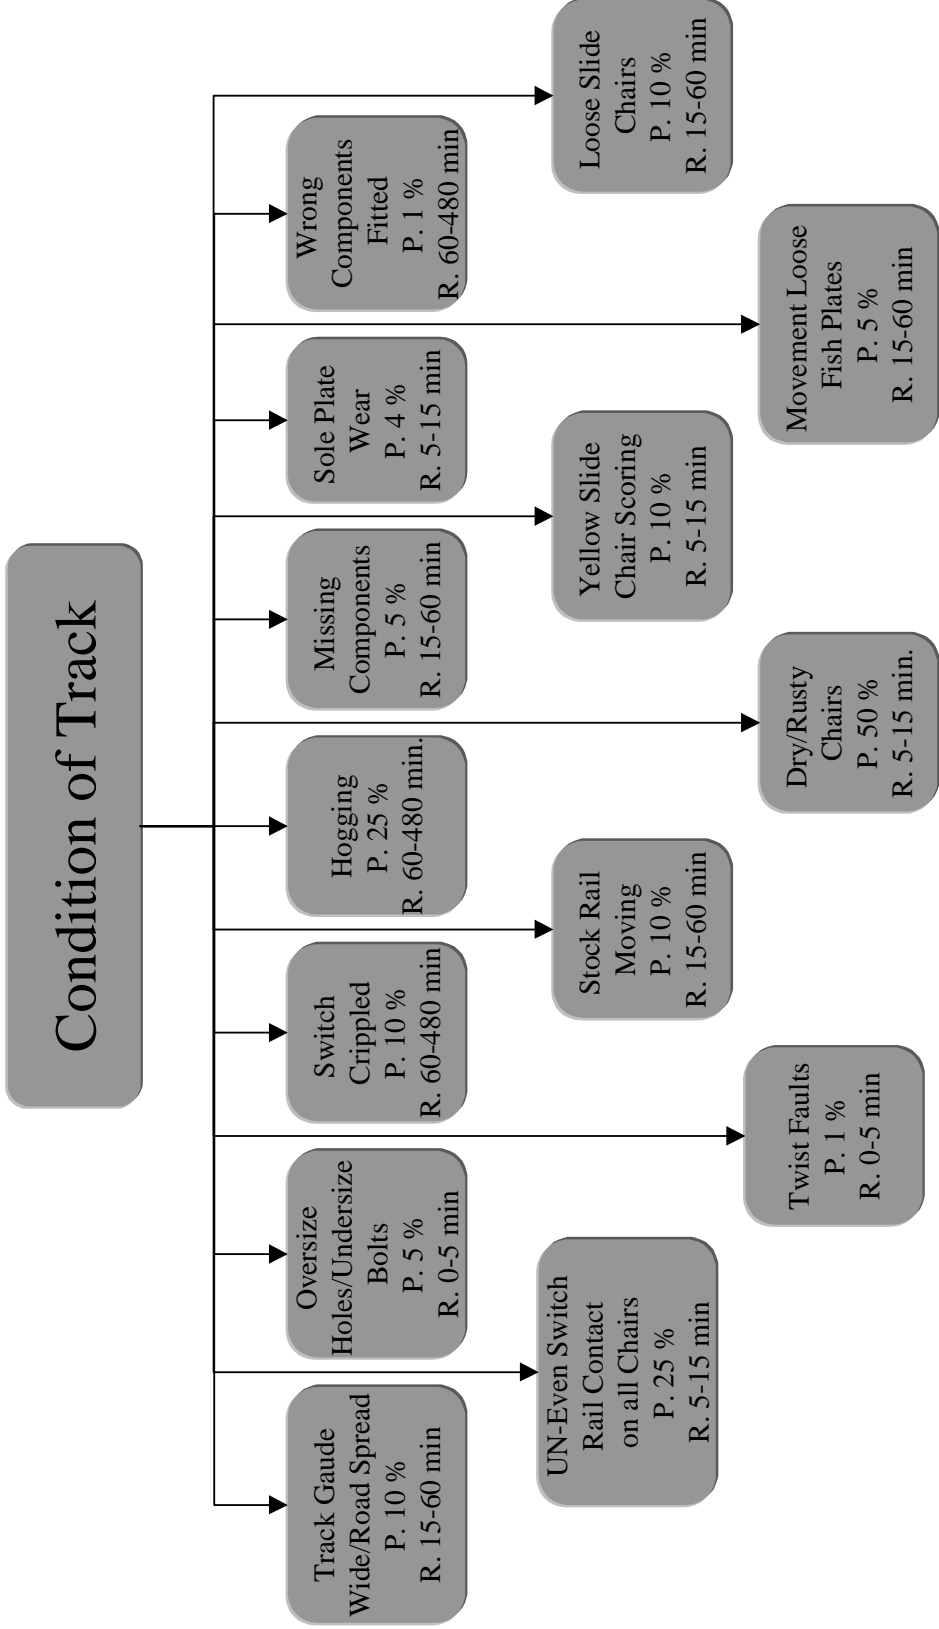 Condition of Track
Track Gaude
Wide/Road Spread
P. 10 %
R. 15-60 min
Oversize
Holes/Undersize
Bolts
P. 5 %
R. 0-5 min
Switch
Crippled
P. 10 %
R. 60-480 min
Hogging
P. 25 %
R. 60-480 min.
Missing
Components
P. 5 %
R. 15-60 min
Sole Plate
Wear
P. 4 %
R. 5-15 min
Wrong
Components
Fitted
P. 1 %
R. 60-480 min
UN-Even Switch
Rail Contact
on all Chairs
P. 25 %
R. 5-15 min
Stock Rail
Moving
P. 10 %
R. 15-60 min
Yellow Slide
Chair Scoring
P. 10 %
R. 5-15 min
Loose Slide
Chairs
P. 10 %
R. 15-60 min
Twist Faults
P. 1 %
R. 0-5 min
Dry/Rusty
Chairs
P. 50 %
R. 5-15 min.
Movement Loose
Fish Plates
P. 5 %
R. 15-60 min